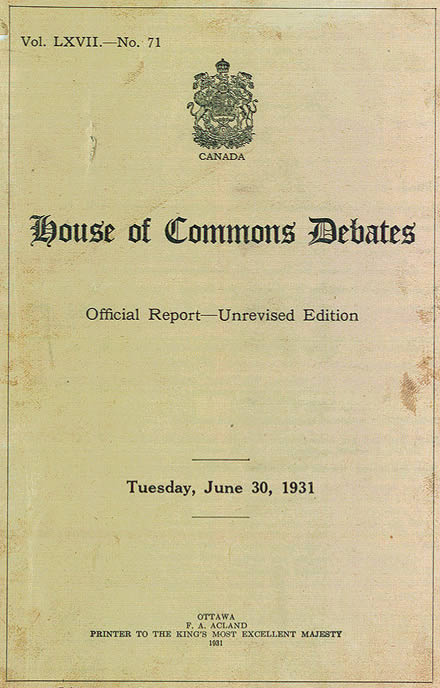 Vol. LXVII.—No. 71
CANADA
House of Commons Debates
Official Report—Unrevised Edition
Tuesday, June 30, 1931
OTTAWA
F. A. ACLAND
PRINTER TO THE KING'S MOST EXCELLENT MAJESTY
1931